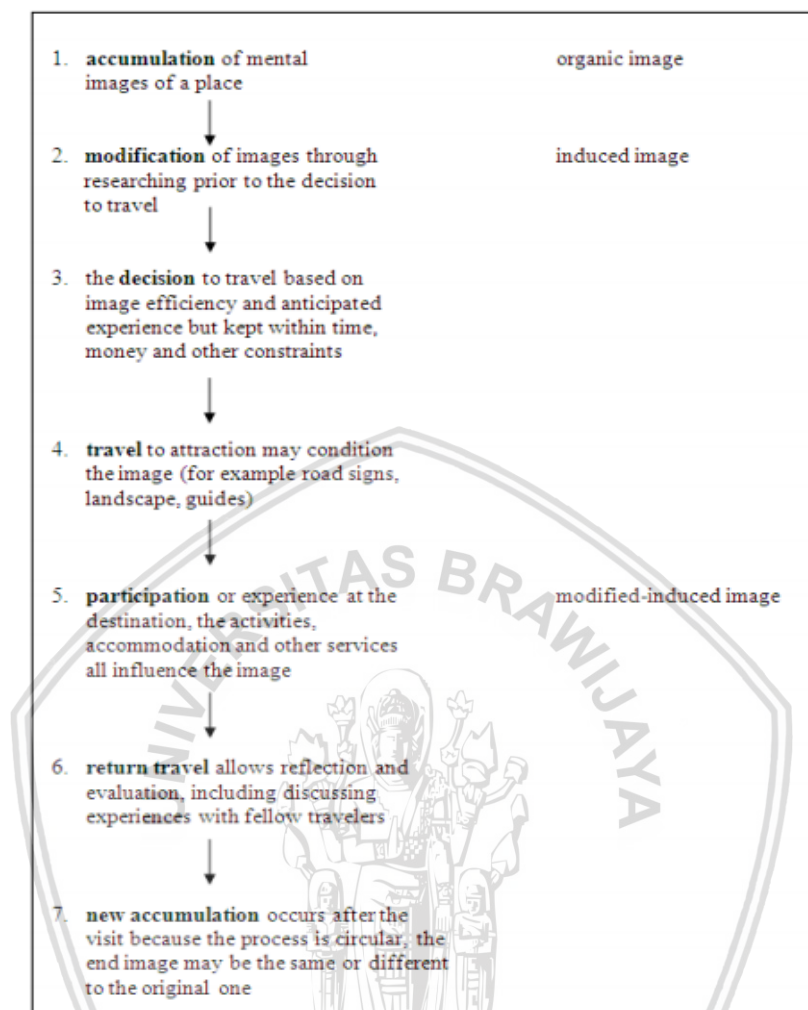 1. accumulation of mental organic image
images of a place
2. modification of images through induced image
researching prior to the decision
to travel
3. the decision to travel based on
image efficiency and anticipated
experience but kept within time,
money and other constraints
4. travel to attraction may condition
the image (for example road signs,
landscape, guides)
5. participation or experience at the modified-induced image
destination, the activities,
accommodation and other services
all influence the image
6. return travel allows reflection and
evaluation, including discussing
experiences with fellow travelers
7. new accumulation occurs after the
visit because the process is circular, the
end image may be the same or different
to the original one
UNIVERSITAS BRAWIJAYA